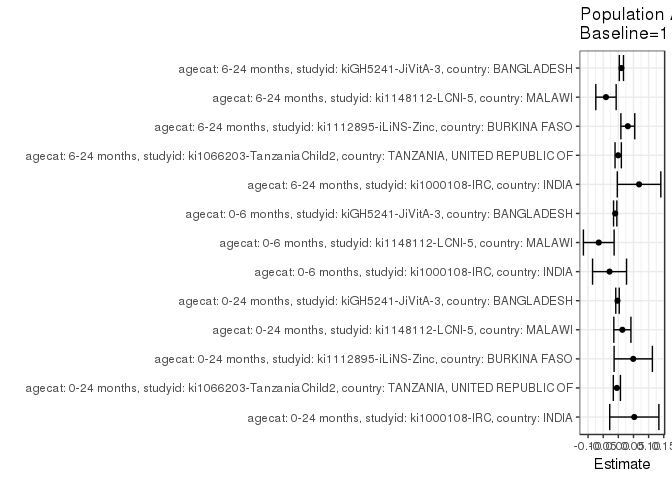 Population
Baseline=1
agecat: 6-24 months, studyid: kiGH5241-JiVitA-3, country: BANGLADESH
agecat: 6-24 months, studyid: ki1148112-LCNI-5, country: MALAWI
agecat: 6-24 months, studyid: ki1112895-iLiNS-Zinc, country: BURKINA FASO
agecat: 6-24 months, studyid: ki1066203-TanzaniaChild2, country: TANZANIA, UNITED REPUBLIC OF
agecat: 6-24 months, studyid: ki1000108-IRC, country: INDIA
agecat: 0-6 months, studyid: kiGH5241-JiVitA-3, country: BANGLADESH
agecat: 0-6 months, studyid: ki1148112-LCNI-5, country: MALAWI
agecat: 0-6 months, studyid: ki1000108-IRC, country: INDIA
agecat: 0-24 months, studyid: kiGH5241-JiVitA-3, country: BANGLADESH
agecat: 0-24 months, studyid: ki1148112-LCNI-5, country: MALAWI
agecat: 0-24 months, studyid: ki1112895-iLiNS-Zinc, country: BURKINA FASO
agecat: 0-24 months, studyid: ki1066203-TanzaniaChild2, country: TANZANIA, UNITED REPUBLIC OF
agecat: 0-24 months, studyid: ki1000108-IRC, country: INDIA
-0.10 -0.05 0.00 0.05 0.10 0.15
Estimate